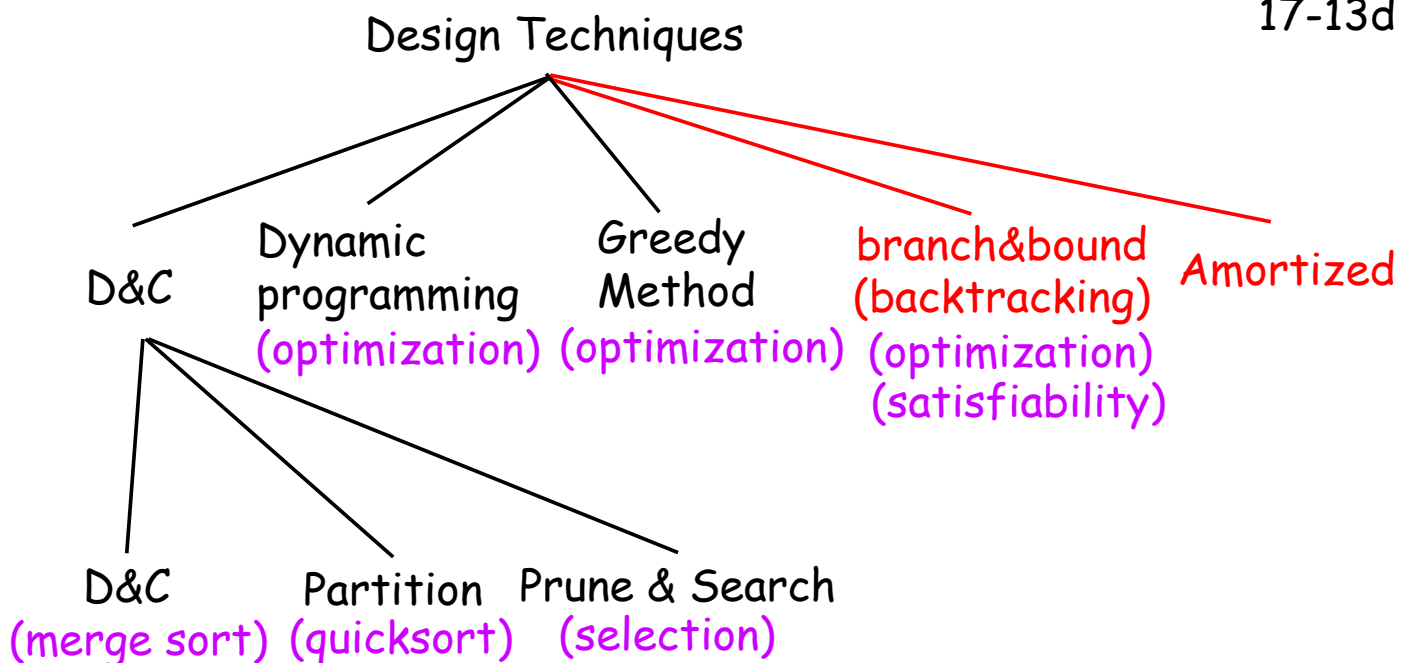 17-13d
Design Techniques
D&C
Dynamic
programming
(optimization)
Greedy
Method
(optimization)
branch&bound
(backtracking)
(optimization)
(satisfiability)
Amortized
D&C
(merge sort)
Partition
(quicksort)
Prune & Search
(selection)